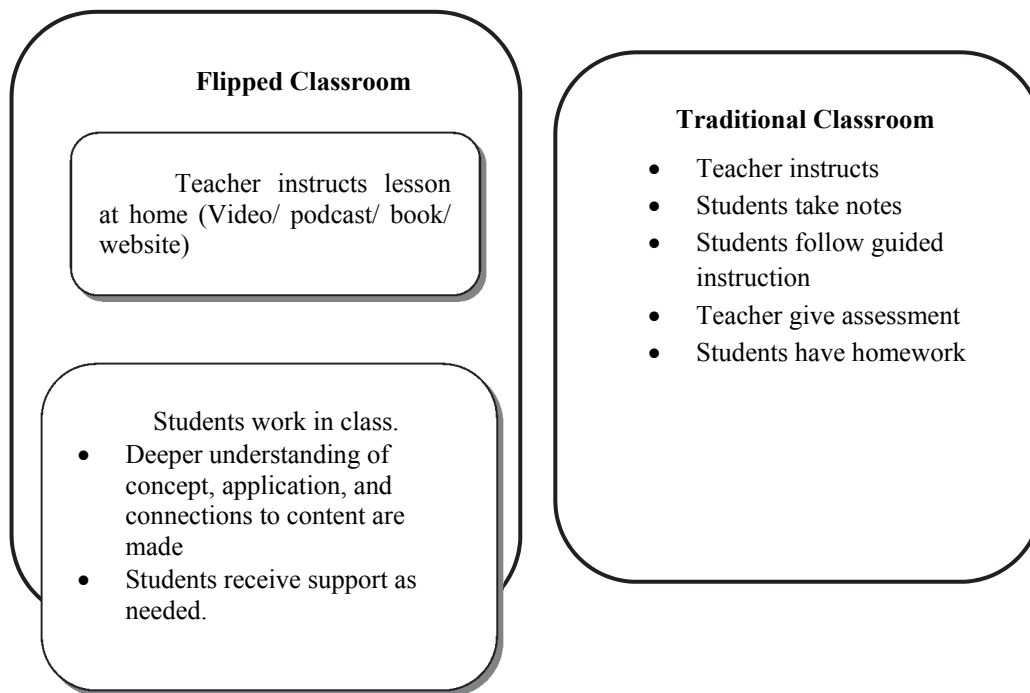 Flipped Classroom
Teacher instructs lesson
at home (Video/ podcast/ book/
website)
Students work in class.
• Deeper understanding of
concept, application, and
connections to content are
made
• Students receive support as
needed.
Traditional Classroom
• Teacher instructs
• Students take notes
• Students follow guided
instruction
• Teacher give assessment
• Students have homework